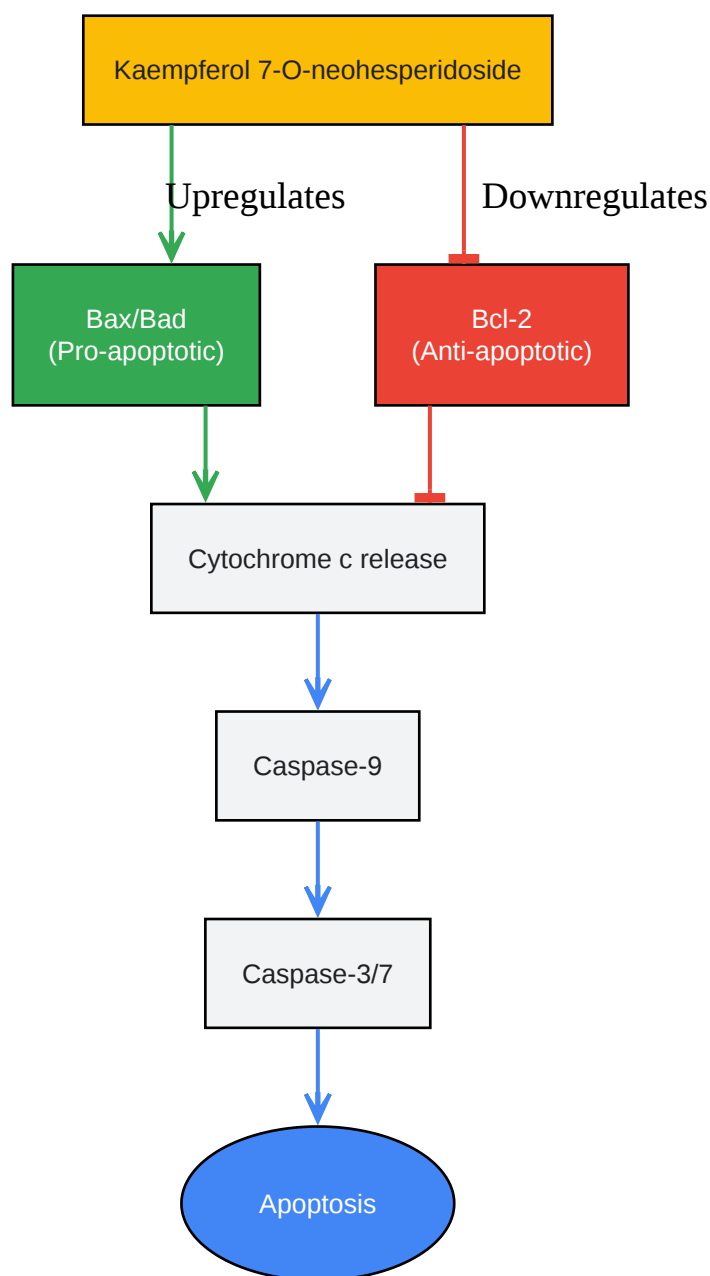 Kaempferol 7-O-neohesperidoside
Upregulates
Downregulates
Bax/Bad
(Pro-apoptotic)
Bcl-2
(Anti-apoptotic)
Cytochrome c release
Caspase-9
Caspase-3/7
Apoptosis